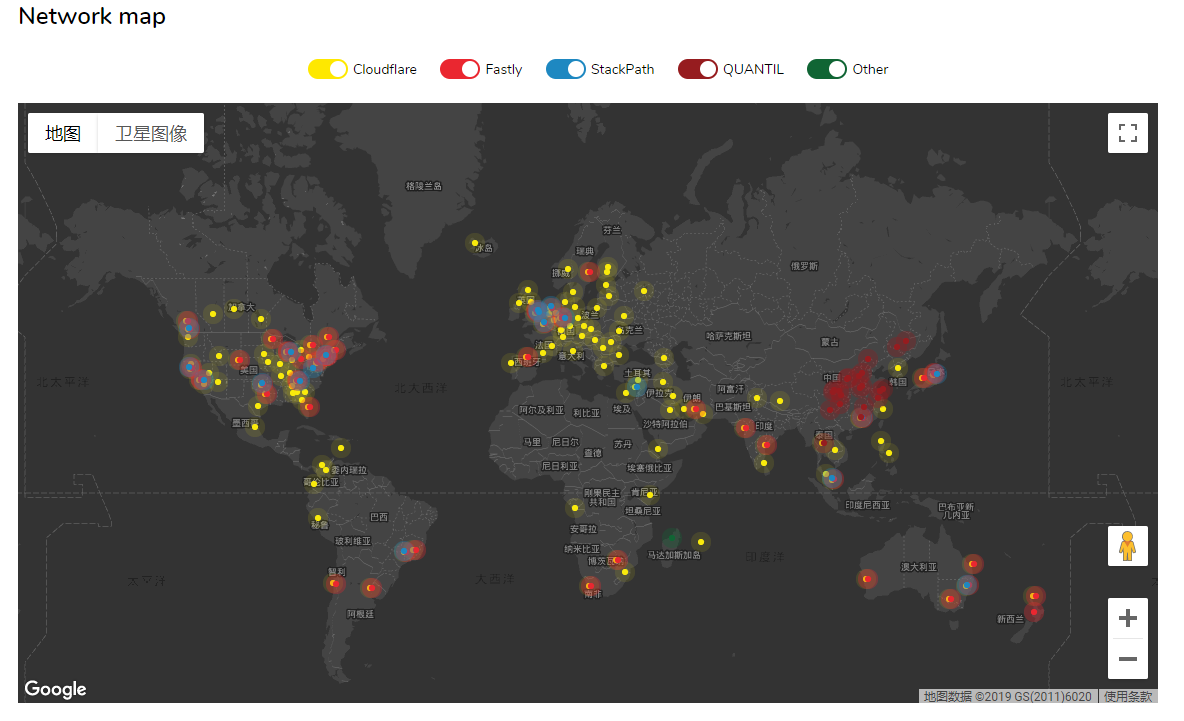 Network map
Cloudflare
Fastly
StackPath
QUANTIL
Other
地图
卫星图像
格陵兰岛
冰岛
芬兰
瑞典
挪威
俄罗斯
加拿大
波兰
乌克兰
法国
哈萨克斯坦
蒙古
意大利
西班牙
美国
土耳其
中国
韩国
北太平洋
北大西洋
北太平洋
阿富汗
伊拉克
伊朗
阿尔及利亚
利比亚
埃及
巴基斯坦
墨西哥
沙特阿拉伯
印度
泰国
马里
尼日尔
苏丹
乍得
尼日利亚
埃塞俄比亚
委内瑞拉
哥伦比亚
刚果民主
共和国
肯尼亚
坦桑尼亚
印度尼西亚
巴布亚新
几内亚
巴西
秘鲁
安哥拉
玻利维亚
纳米比亚
博茨瓦纳
马达加斯加岛
印度洋
澳大利亚
太平洋
大西洋
智利
南非
阿根廷
新西兰
Google
地图数据 ©2019 GS(2011)6020
使用条款